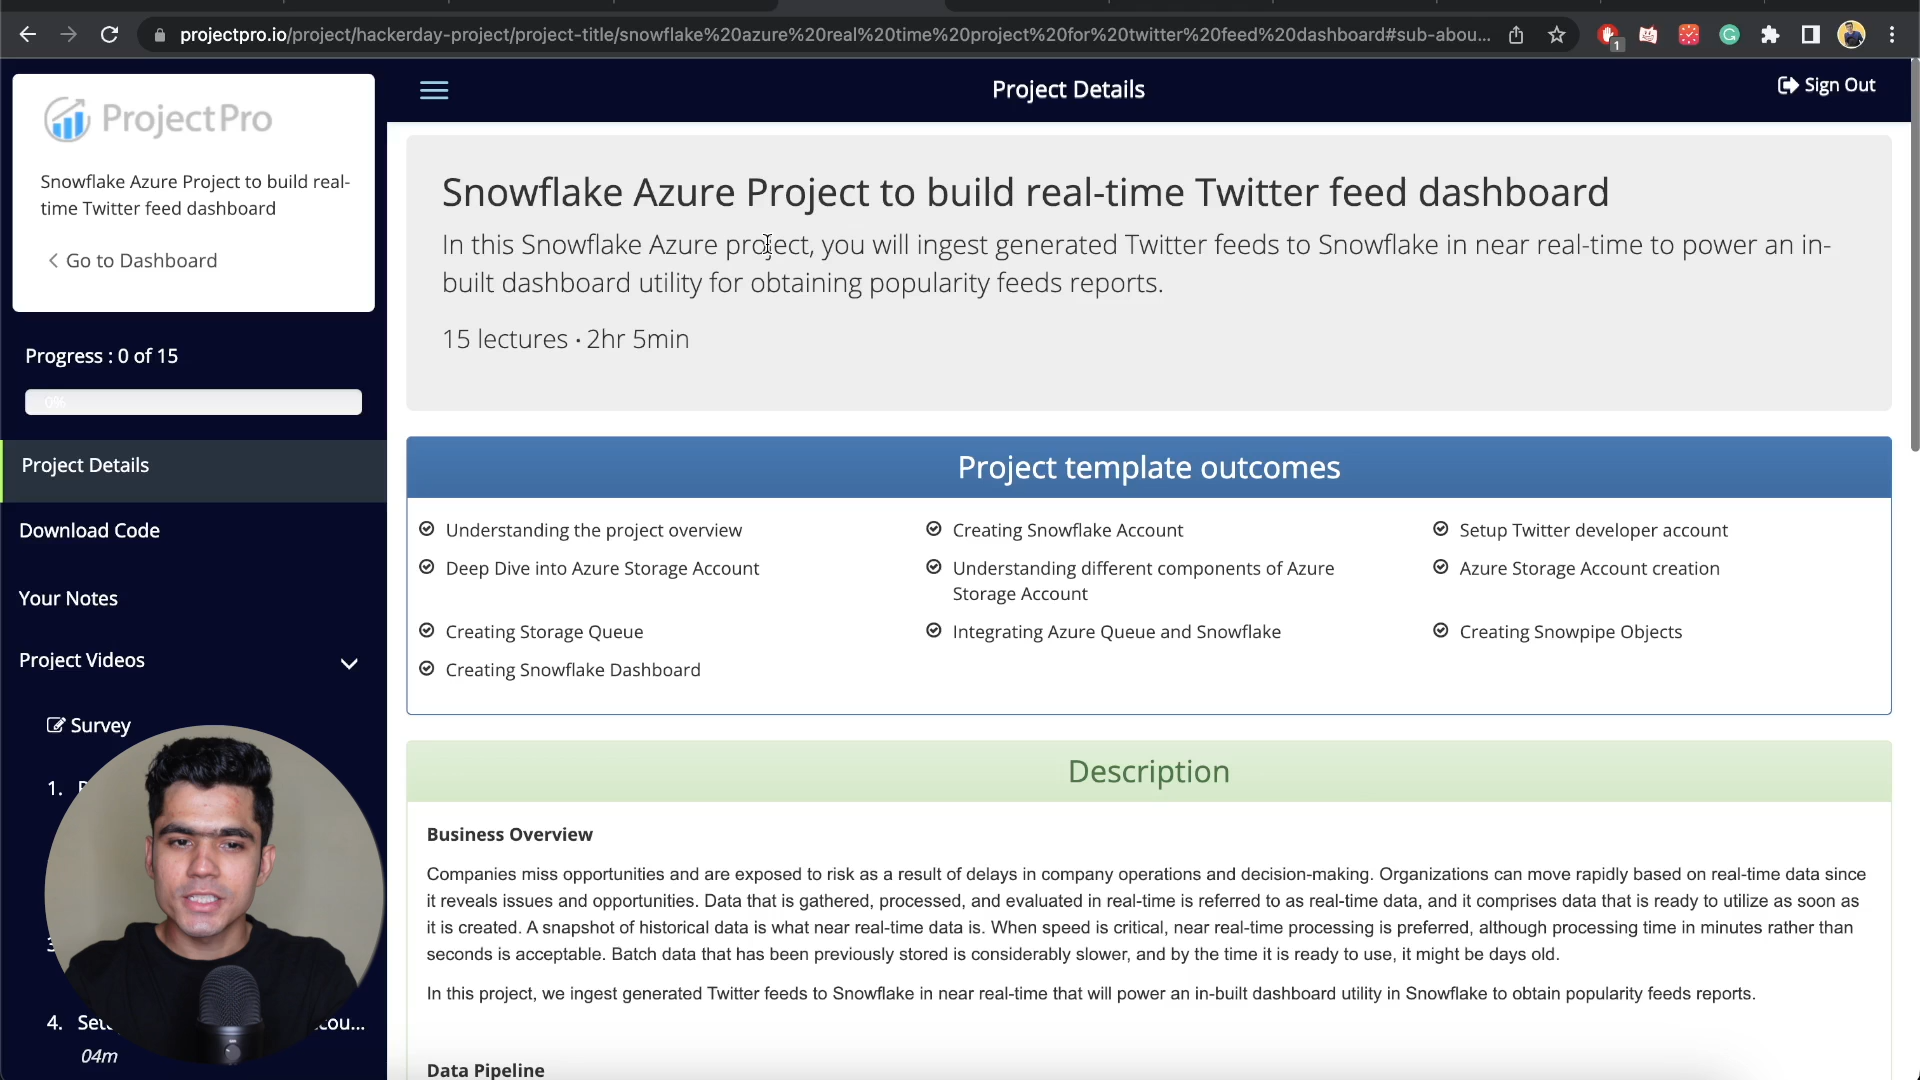 projectpro.io/project/hackerday-project/project-title/snowflake%20azure%20real%20time%20project%20for%20twitter%20feed%20dashboard#sub-abou...
1
ProjectPro
Snowflake Azure Project to build real-
time Twitter feed dashboard
Go to Dashboard
Progress : 0 of 15
0%
Project Details
Download Code
Your Notes
Project Videos
Survey
1.
4.
04m
Project Details
Sign Out
Snowflake Azure Project to build real-time Twitter feed dashboard
In this Snowflake Azure project, you will ingest generated Twitter feeds to Snowflake in near real-time to power an in-
built dashboard utility for obtaining popularity feeds reports.
15 lectures • 2hr 5min
Project template outcomes
Understanding the project overview
Creating Snowflake Account
Setup Twitter developer account
Deep Dive into Azure Storage Account
Understanding different components of Azure
Storage Account
Azure Storage Account creation
Creating Storage Queue
Integrating Azure Queue and Snowflake
Creating Snowpipe Objects
Creating Snowflake Dashboard
Description
Business Overview
Companies miss opportunities and are exposed to risk as a result of delays in company operations and decision-making. Organizations can move rapidly based on real-time data since
it reveals issues and opportunities. Data that is gathered, processed, and evaluated in real-time is referred to as real-time data, and it comprises data that is ready to utilize as soon as
it is created. A snapshot of historical data is what near real-time data is. When speed is critical, near real-time processing is preferred, although processing time in minutes rather than
seconds is acceptable. Batch data that has been previously stored is considerably slower, and by the time it is ready to use, it might be days old.
In this project, we ingest generated Twitter feeds to Snowflake in near real-time that will power an in-built dashboard utility in Snowflake to obtain popularity feeds reports.
Data Pipeline